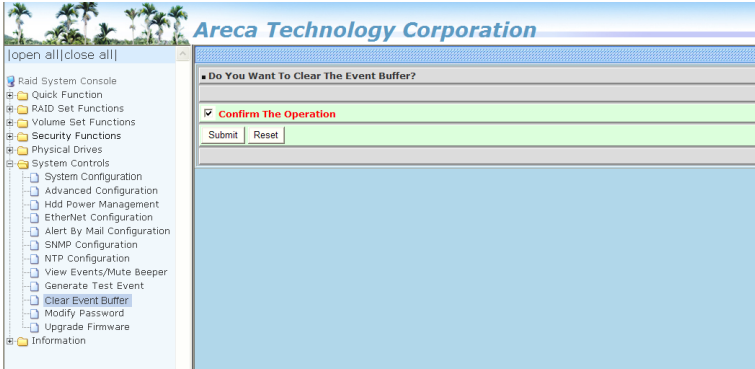 Areca Technology Corporation
|open all|close all|
Raid System Console
Quick Function
RAID Set Functions
Volume Set Functions
Security Functions
Physical Drives
System Controls
System Configuration
Advanced Configuration
Hdd Power Management
EtherNet Configuration
Alert By Mail Configuration
SNMP Configuration
NTP Configuration
View Events/Mute Beeper
Generate Test Event
Clear Event Buffer
Modify Password
Upgrade Firmware
Information
Do You Want To Clear The Event Buffer?
Confirm The Operation
Submit Reset